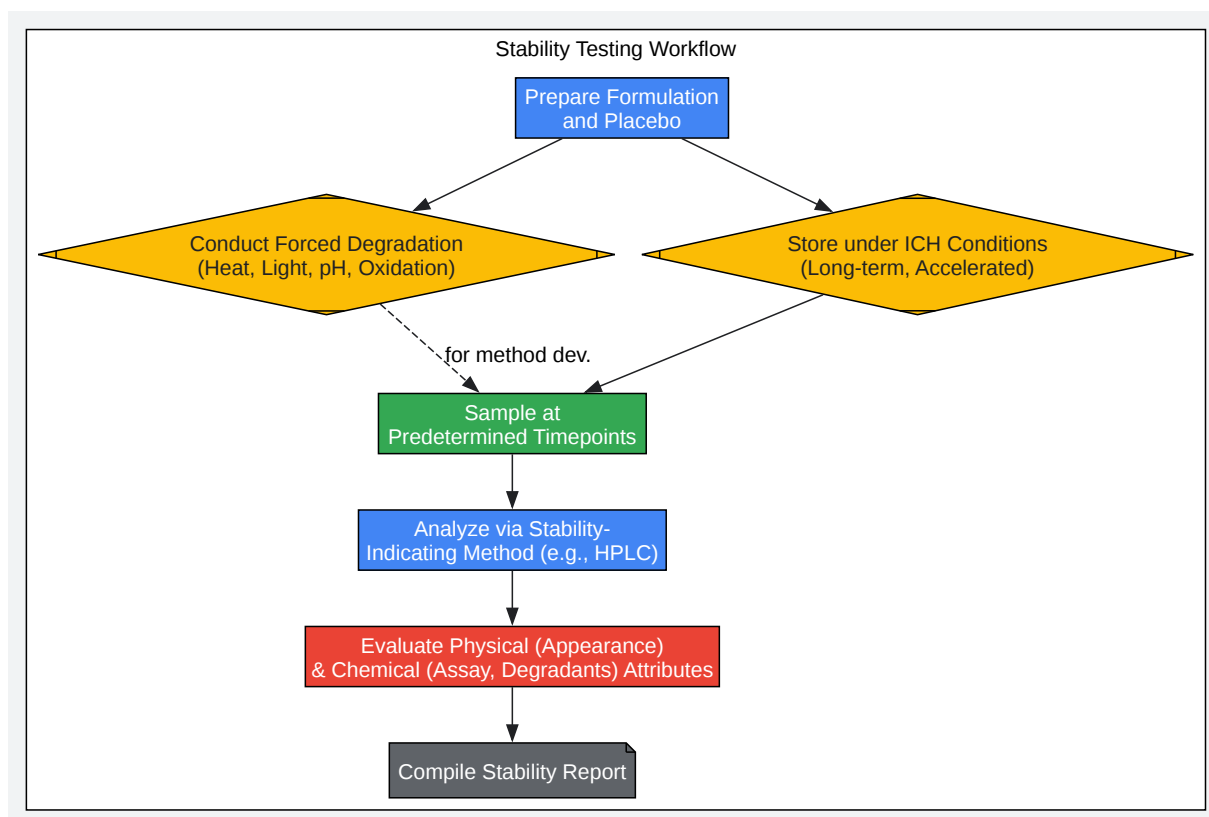 Stability Testing Workflow
Prepare Formulation
and Placebo
Conduct Forced Degradation
(Heat, Light, pH, Oxidation)
Store under ICH Conditions
(Long-term, Accelerated)
for method dev.
Sample at
Predetermined Timepoints
Analyze via Stability-
Indicating Method (e.g., HPLC)
Evaluate Physical (Appearance)
& Chemical (Assay, Degradants) Attributes
Compile Stability Report